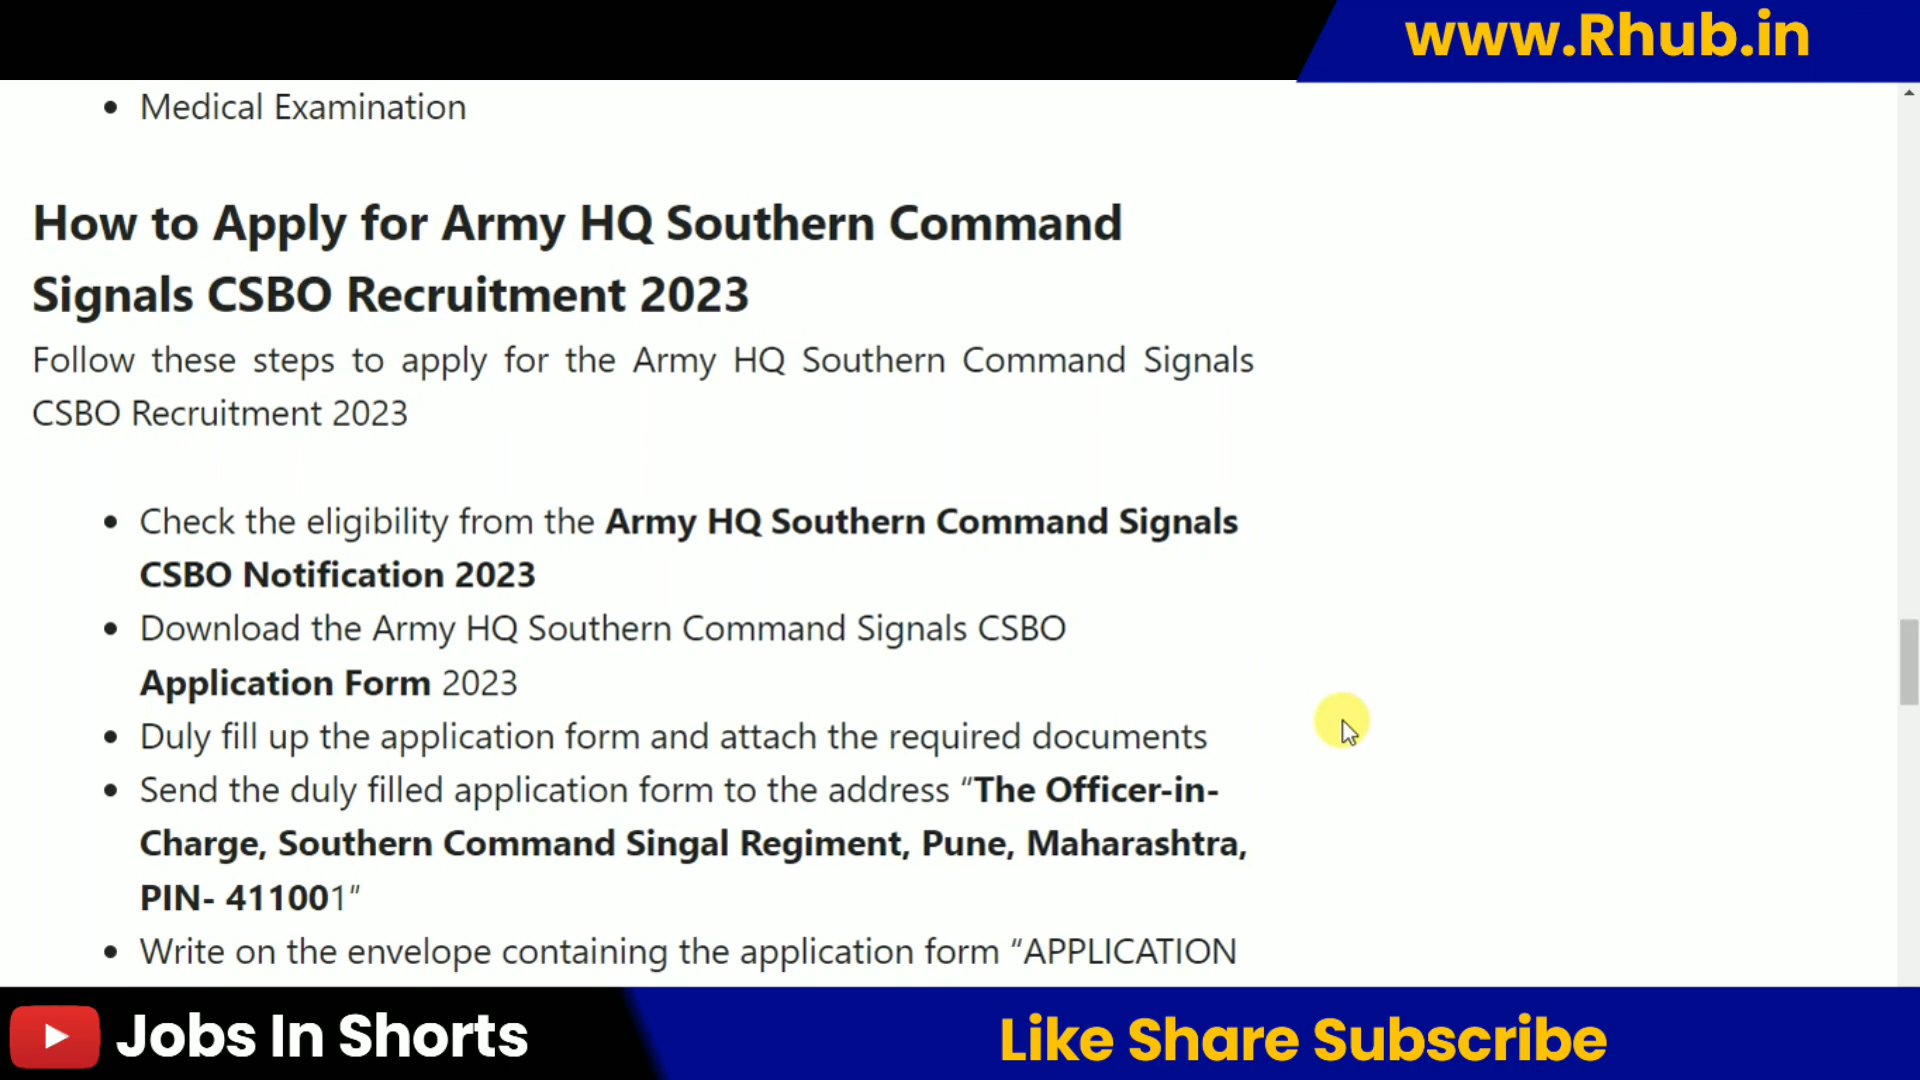 www.Rhub.in
• Medical Examination
How to Apply for Army HQ Southern Command
Signals CSBO Recruitment 2023
Follow these steps to apply for the Army HQ Southern Command Signals
CSBO Recruitment 2023
• Check the eligibility from the Army HQ Southern Command Signals
CSBO Notification 2023
• Download the Army HQ Southern Command Signals CSBO
Application Form 2023
• Duly fill up the application form and attach the required documents
• Send the duly filled application form to the address “The Officer-in-
Charge, Southern Command Singal Regiment, Pune, Maharashtra,
PIN- 411001”
• Write on the envelope containing the application form “APPLICATION
Jobs In Shorts
Like Share Subscribe